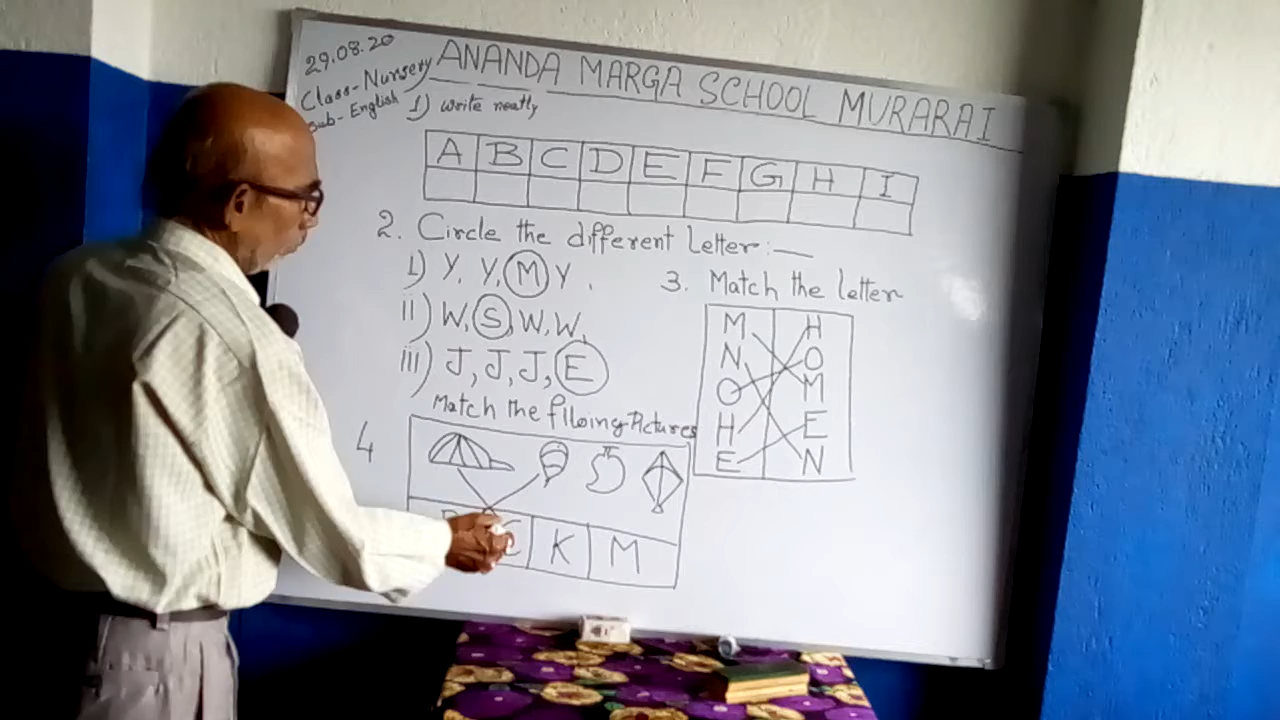 29.08.20
ANANDA MARGA SCHOOL MURARAI
Class-Nursery
Sub-English
1) Write neatly
A B C D E F G H I
2. Circle the different Letter:—
i) Y, Y, M Y.
ii) W, S, W, W,
iii) J, J, J, E
3. Match the letter
M H
N O
O M
H E
E N
4 Match the filloing Pictures
C K M